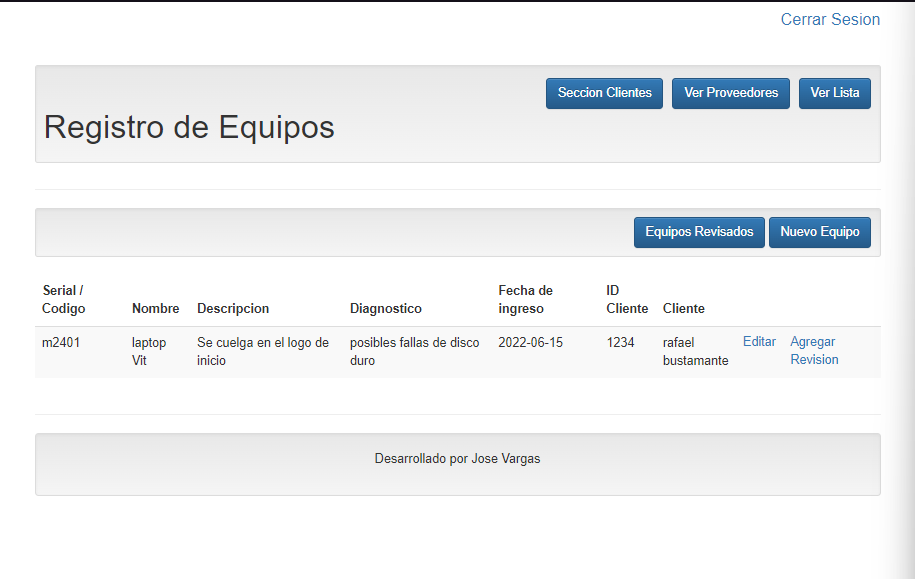 Cerrar Sesion
Seccion Clientes Ver Proveedores Ver Lista
Registro de Equipos
Equipos Revisados Nuevo Equipo
Serial / Codigo Nombre Descripcion Diagnostico Fecha de ingreso ID Cliente Cliente
m2401 laptop Vit Se cuelga en el logo de inicio posibles fallas de disco duro 2022-06-15 1234 rafael bustamante Editar Agregar Revision
Desarrollado por Jose Vargas